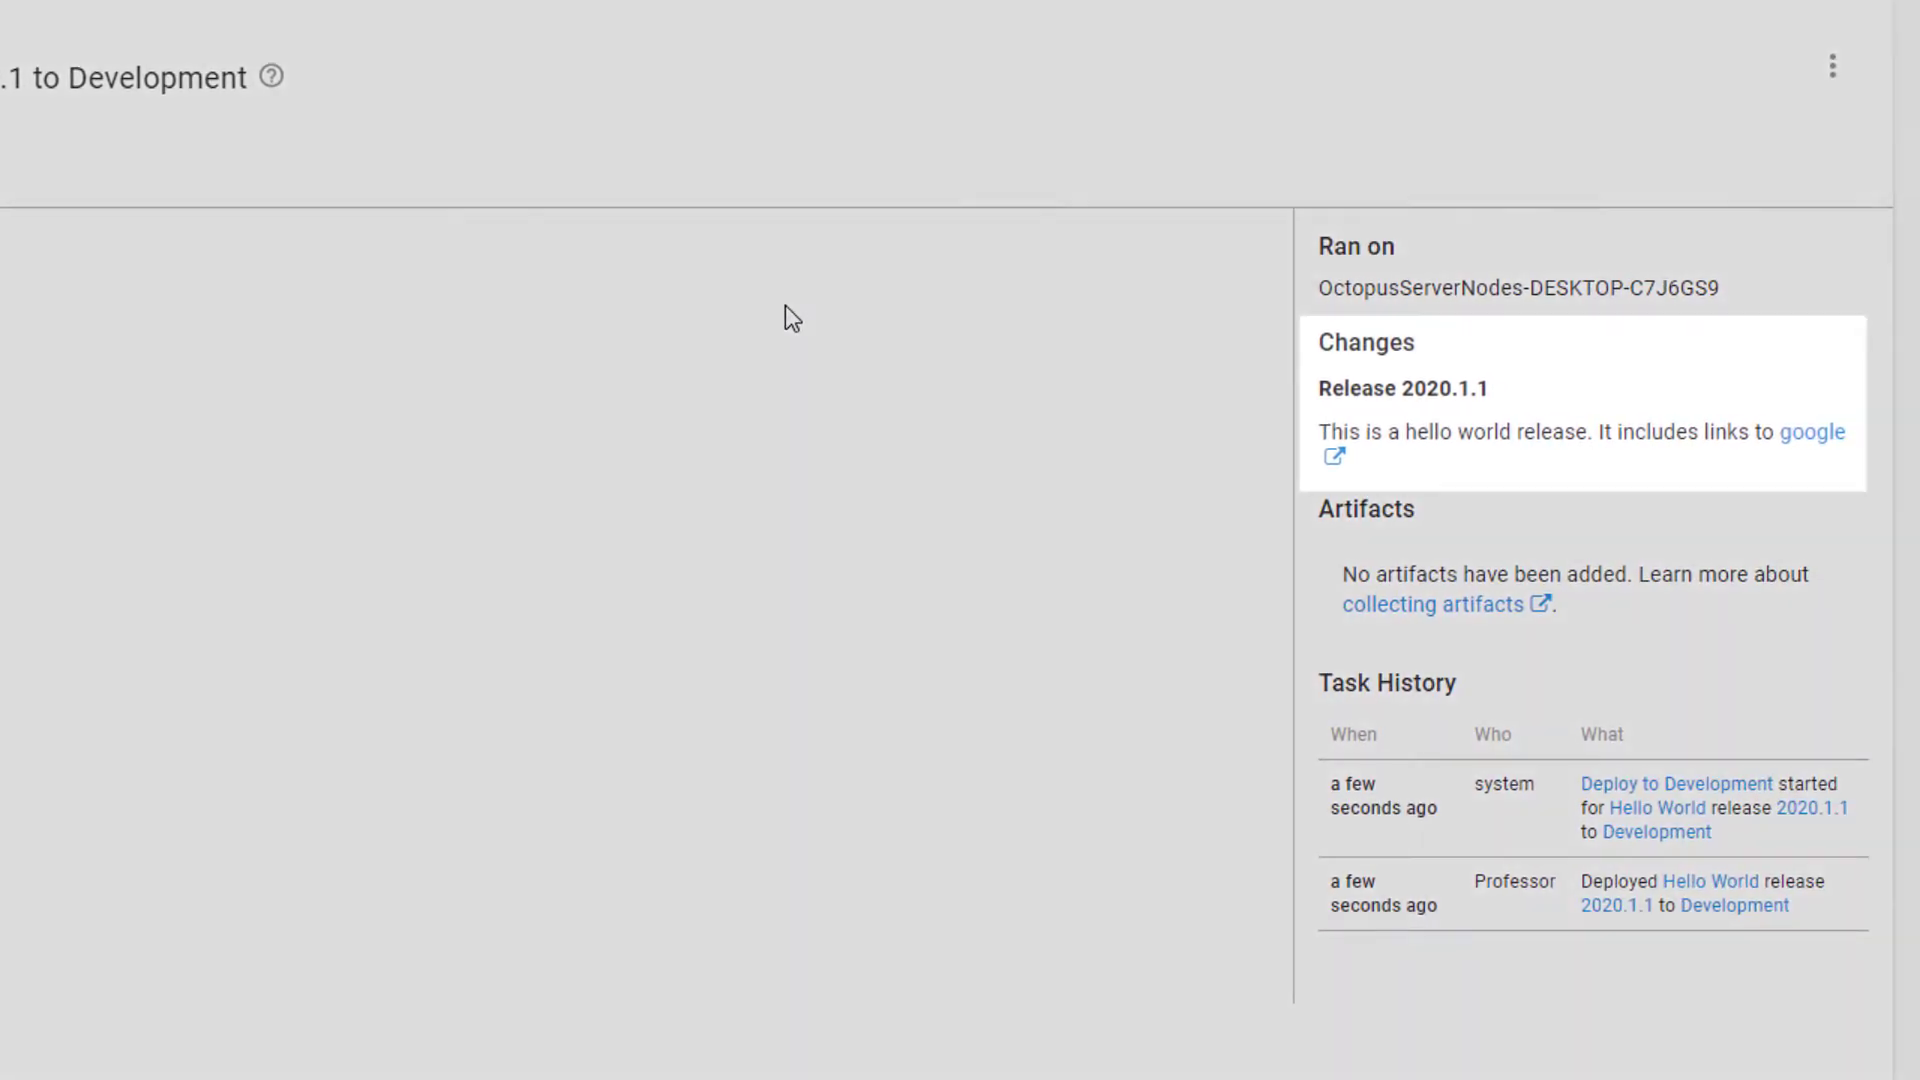 .1 to Development
Ran on
OctopusServerNodes-DESKTOP-C7J6GS9
Changes
Release 2020.1.1
This is a hello world release. It includes links to google
Artifacts
No artifacts have been added. Learn more about
collecting artifacts .
Task History
When Who What
a few system Deploy to Development started
seconds ago for Hello World release 2020.1.1
to Development
a few Professor Deployed Hello World release
seconds ago 2020.1.1 to Development